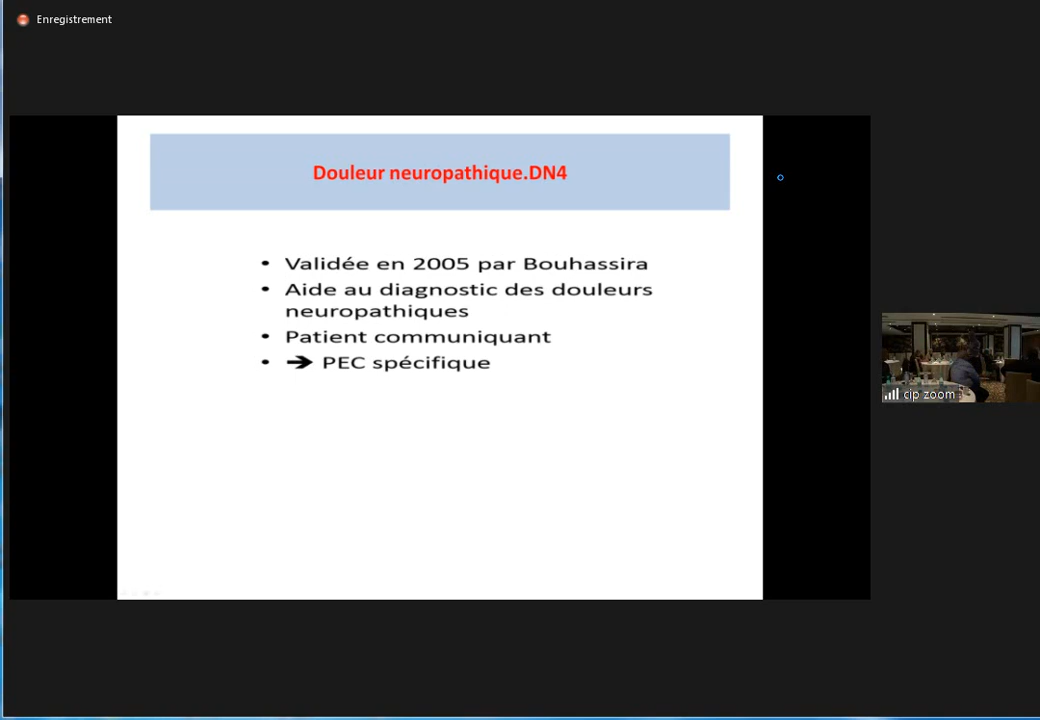 Enregistrement
Douleur neuropathique.DN4
• Validée en 2005 par Bouhassira
• Aide au diagnostic des douleurs
neuropathiques
• Patient communiquant
• ➔ PEC spécifique
cip zoom